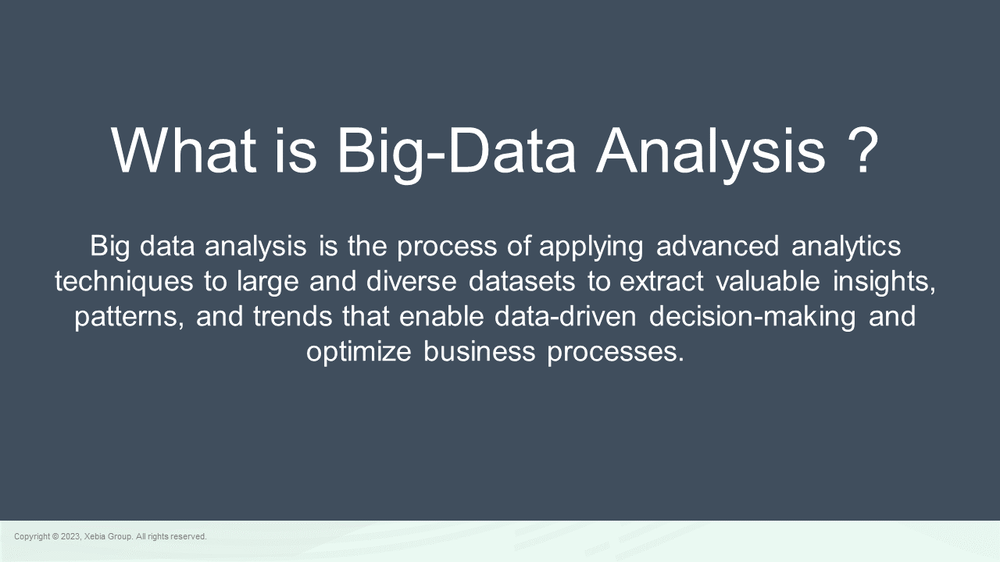 What is Big-Data Analysis ?
Big data analysis is the process of applying advanced analytics
techniques to large and diverse datasets to extract valuable insights,
patterns, and trends that enable data-driven decision-making and
optimize business processes.
Copyright © 2023, Xebia Group. All rights reserved.